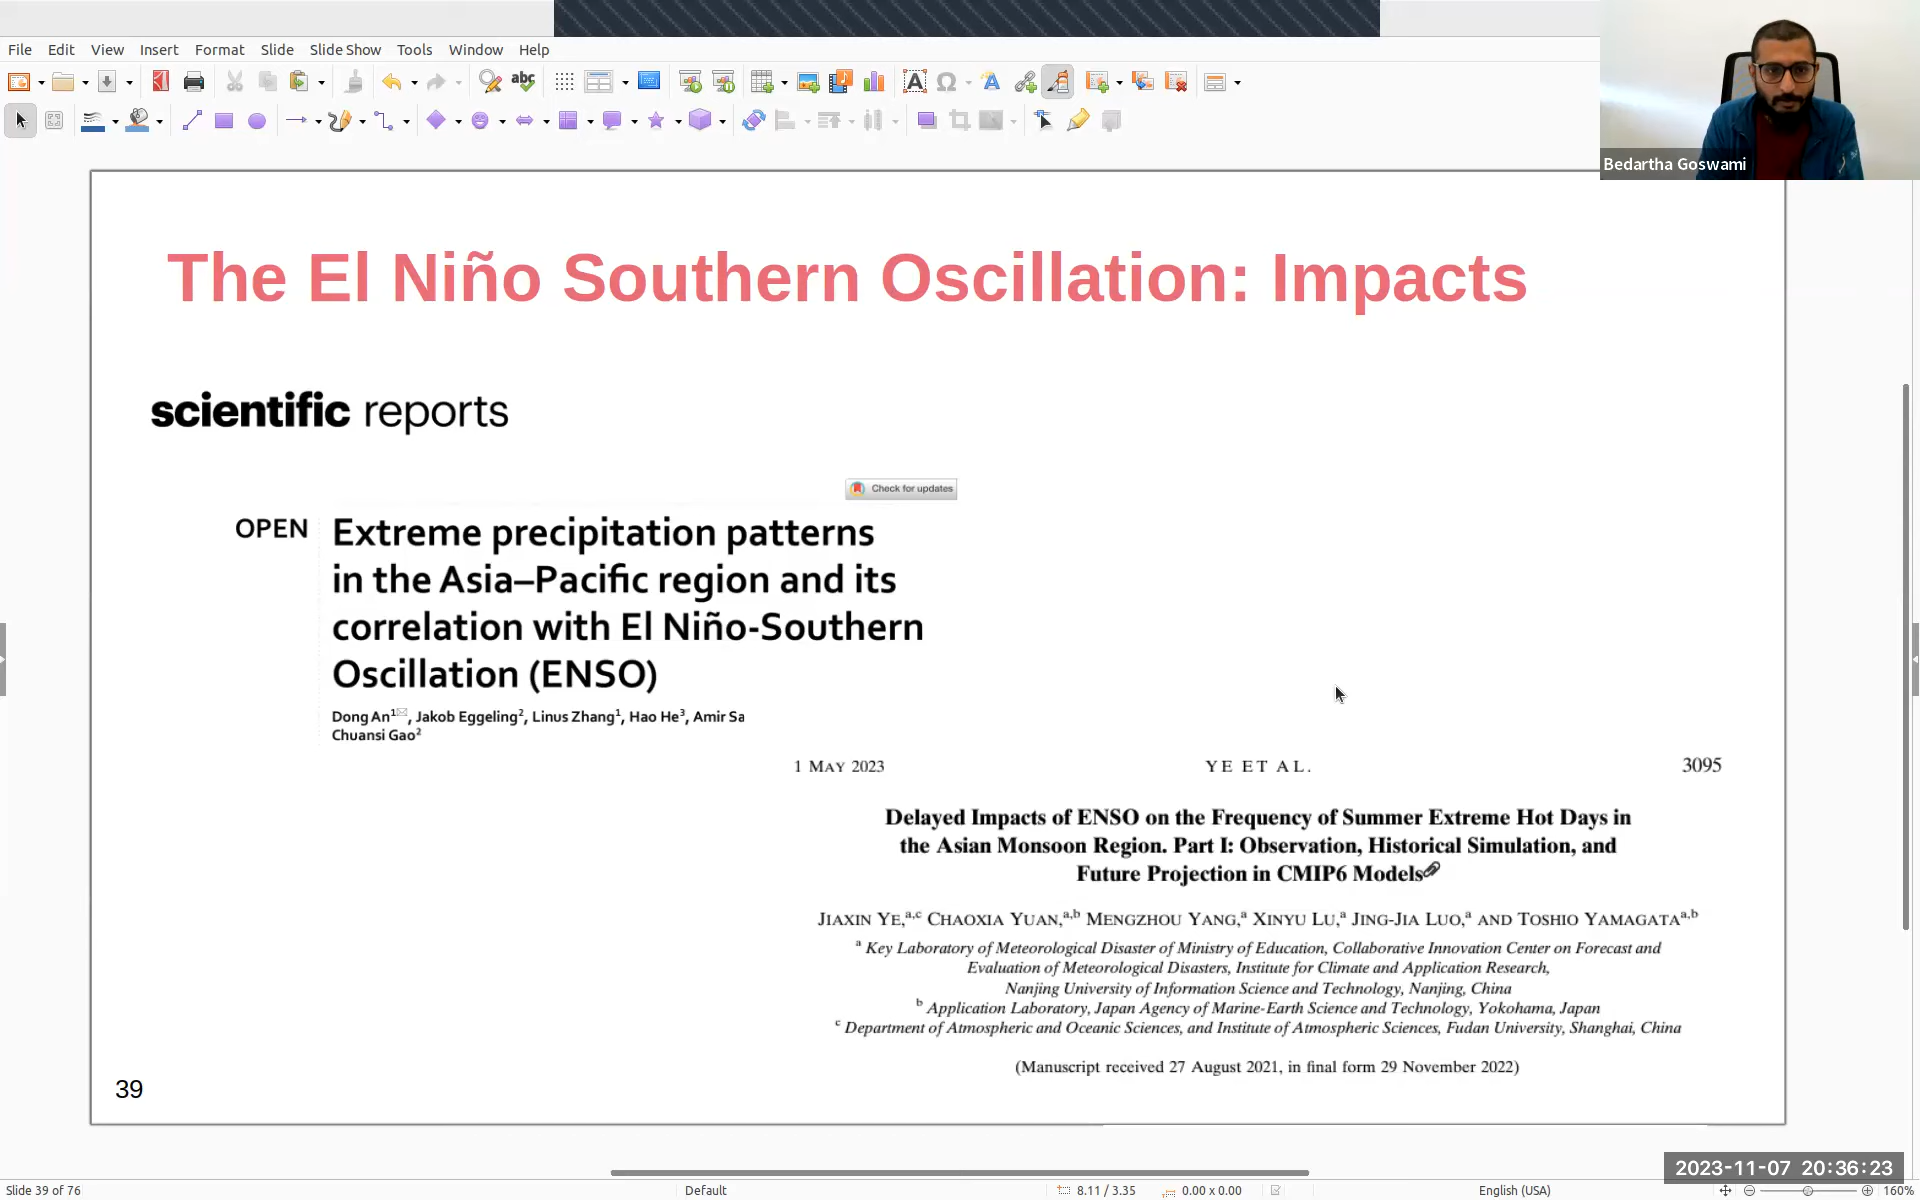 File Edit View Insert Format Slide Slide Show Tools Window Help
Bedartha Goswami
The El Niño Southern Oscillation: Impacts
scientific reports
Check for updates
OPEN
Extreme precipitation patterns
in the Asia–Pacific region and its
correlation with El Niño-Southern
Oscillation (ENSO)
Dong An1✉, Jakob Eggeling2, Linus Zhang1, Hao He3, Amir Sa
Chuansi Gao2
1 MAY 2023 YE ET AL. 3095
Delayed Impacts of ENSO on the Frequency of Summer Extreme Hot Days in
the Asian Monsoon Region. Part I: Observation, Historical Simulation, and
Future Projection in CMIP6 Models
JIAXIN YE,a,c CHAOXIA YUAN,a,b MENGZHOU YANG,a XINYU LU,a JING-JIA LUO,a AND TOSHIO YAMAGATAa,b
a Key Laboratory of Meteorological Disaster of Ministry of Education, Collaborative Innovation Center on Forecast and
Evaluation of Meteorological Disasters, Institute for Climate and Application Research,
Nanjing University of Information Science and Technology, Nanjing, China
b Application Laboratory, Japan Agency of Marine-Earth Science and Technology, Yokohama, Japan
c Department of Atmospheric and Oceanic Sciences, and Institute of Atmospheric Sciences, Fudan University, Shanghai, China
(Manuscript received 27 August 2021, in final form 29 November 2022)
39
2023-11-07 20:36:23
Slide 39 of 76 Default 8.11 / 3.35 0.00 x 0.00 English (USA) 160%